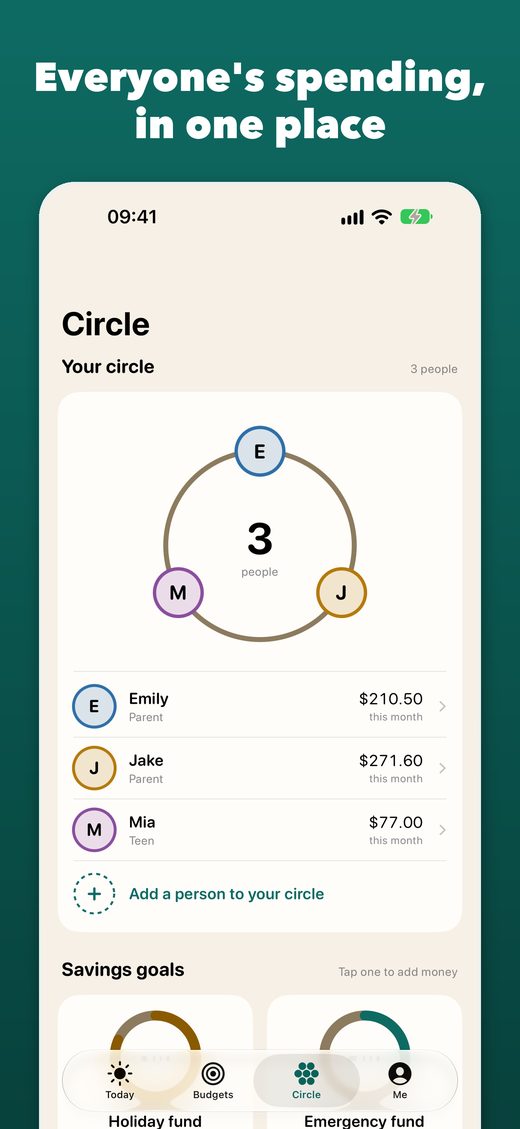 Everyone's spending,
in one place
09:41
Circle
Your circle
3 people
E
3
people
M
J
E
Emily
Parent
$210.50
this month
J
Jake
Parent
$271.60
this month
M
Mia
Teen
$77.00
this month
+
Add a person to your circle
Savings goals
Tap one to add money
Today
Budgets
Circle
Me
Holiday fund
Emergency fund